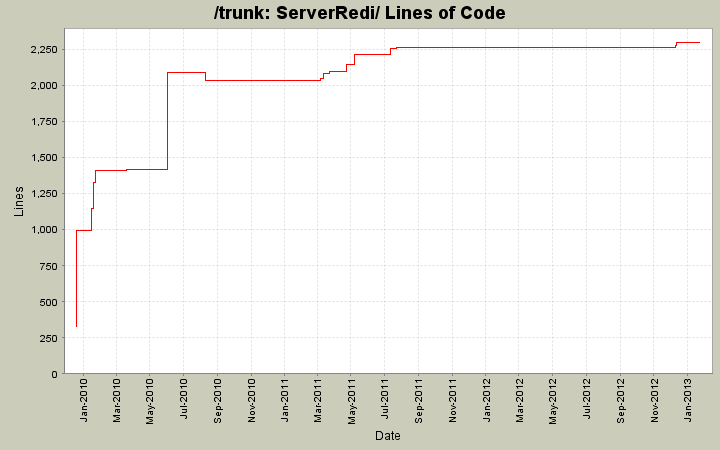 /trunk: ServerRedi/ Lines of Code
Lines
2,250
2,000
1,750
1,500
1,250
1,000
750
500
250
0
Jan-2010
Mar-2010
May-2010
Jul-2010
Sep-2010
Nov-2010
Jan-2011
Mar-2011
May-2011
Jul-2011
Sep-2011
Nov-2011
Jan-2012
Mar-2012
May-2012
Jul-2012
Sep-2012
Nov-2012
Jan-2013
Date